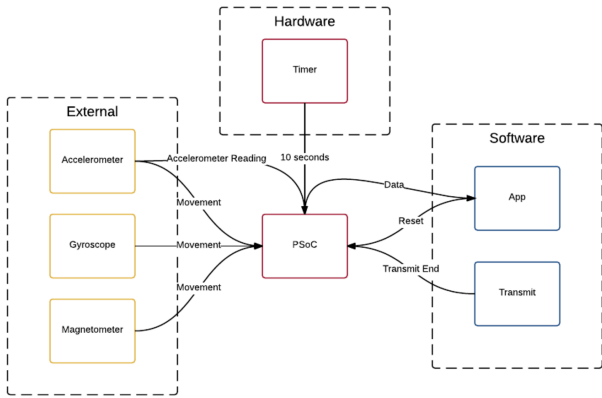 Hardware
Timer
External
Software
Accelerometer
Accelerometer Reading
10 seconds
Data
App
Movement
Reset
Gyroscope
Movement
PSoC
Transmit End
Movement
Transmit
Magnetometer